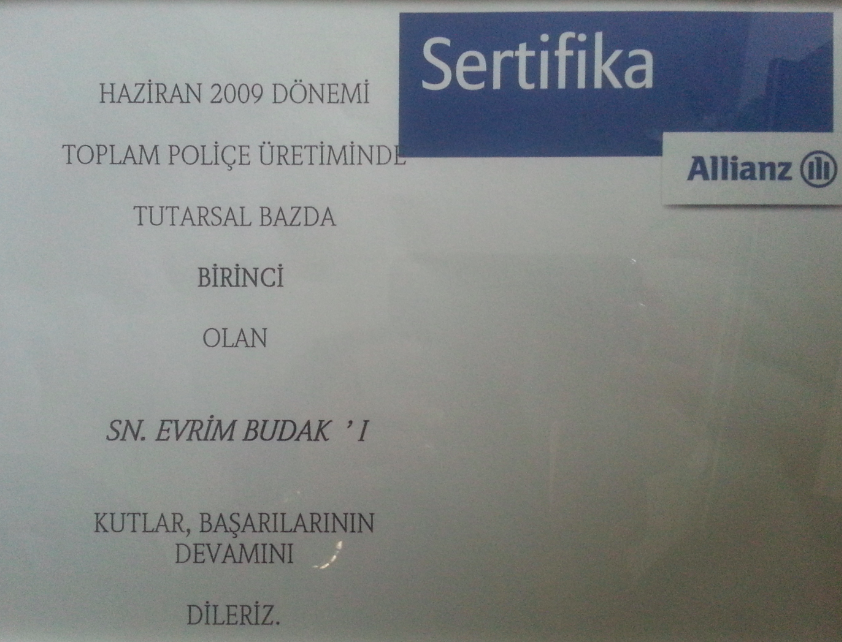 Sertifika
Allianz
HAZİRAN 2009 DÖNEMİ
TOPLAM POLİÇE ÜRETİMİNDE
TUTARSAL BAZDA
BİRİNCİ
OLAN
SN. EVRİM BUDAK ' I
KUTLAR, BAŞARILARININ
DEVAMINI
DİLERİZ.